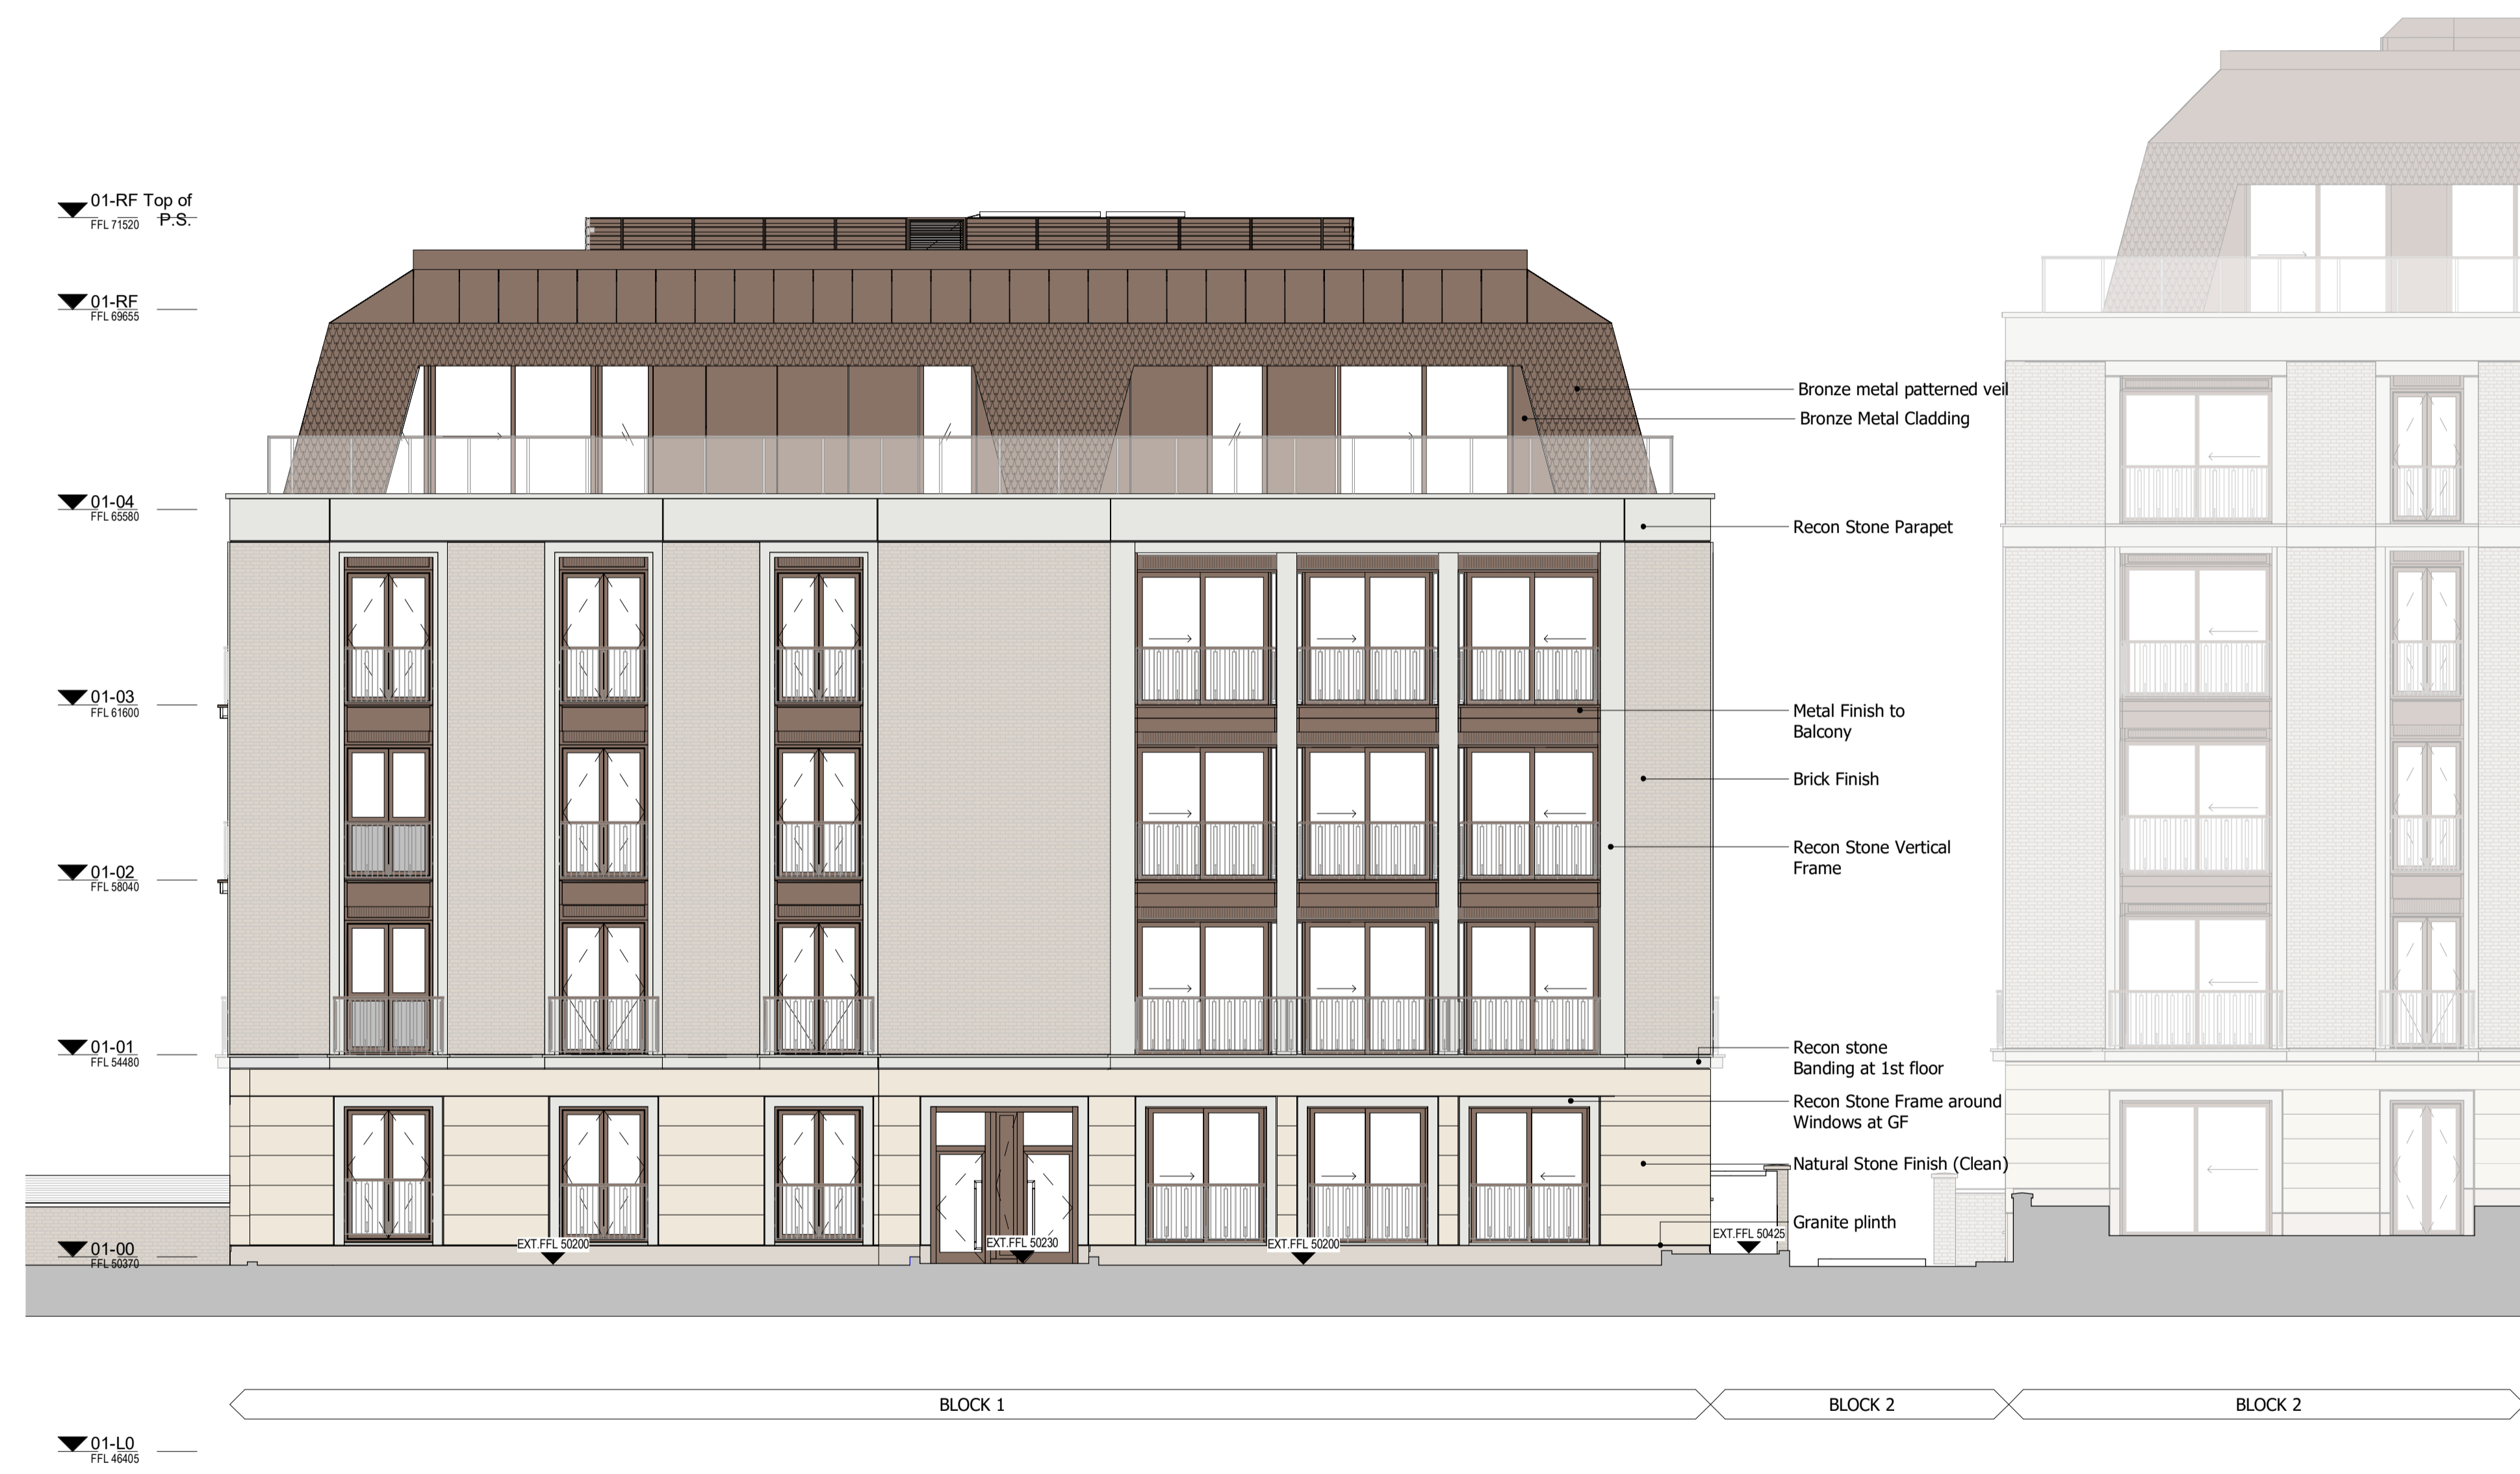 01-RF Top of
P.S.
FFL 71520
01-RF
FFL 69655
Bronze metal patterned veil
Bronze Metal Cladding
01-04
FFL 65580
Recon Stone Parapet
01-03
FFL 61600
Metal Finish to
Balcony
Brick Finish
Recon Stone Vertical
Frame
01-02
FFL 58040
01-01
FFL 54480
Recon stone
Banding at 1st floor
Recon Stone Frame around
Windows at GF
Natural Stone Finish (Clean)
Granite plinth
01-00
FFL 50370
EXT.FFL 50200
EXT.FFL 50230
EXT.FFL 50200
EXT.FFL 50425
BLOCK 1
BLOCK 2
BLOCK 2
01-L0
FFL 46405